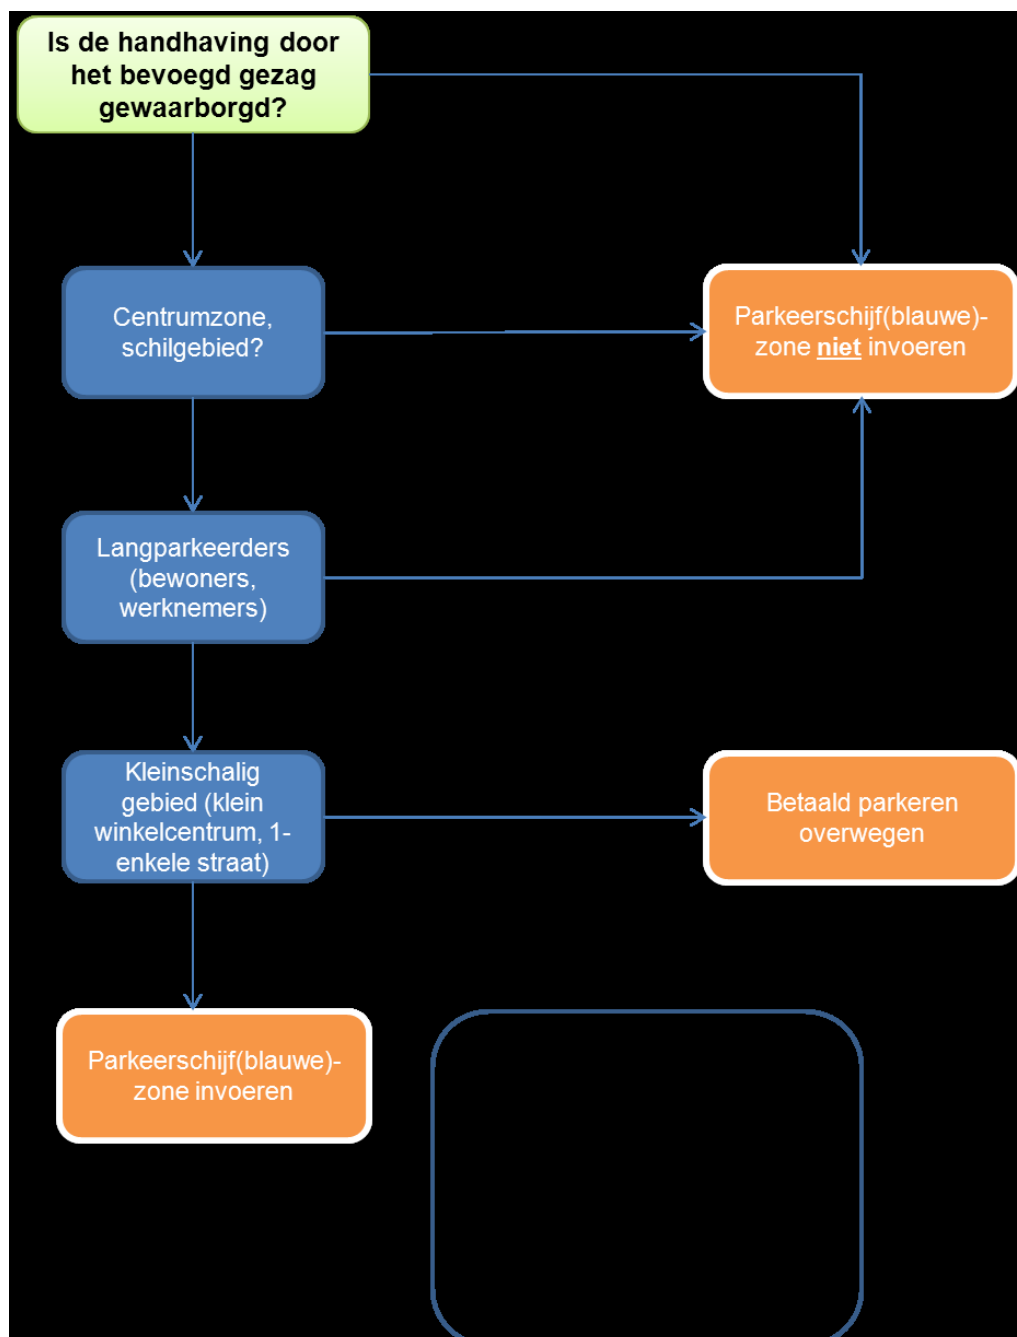 Is de handhaving door
het bevoegd gezag
gewaarborgd?
Centrumzone,
schilgebied?
Parkeerschijf(blauwe)-
zone niet invoeren
Langparkeerders
(bewoners,
werknemers)
Kleinschalig
gebied (klein
winkelcentrum, 1-
enkele straat)
Betaald parkeren
overwegen
Parkeerschijf(blauwe)-
zone invoeren